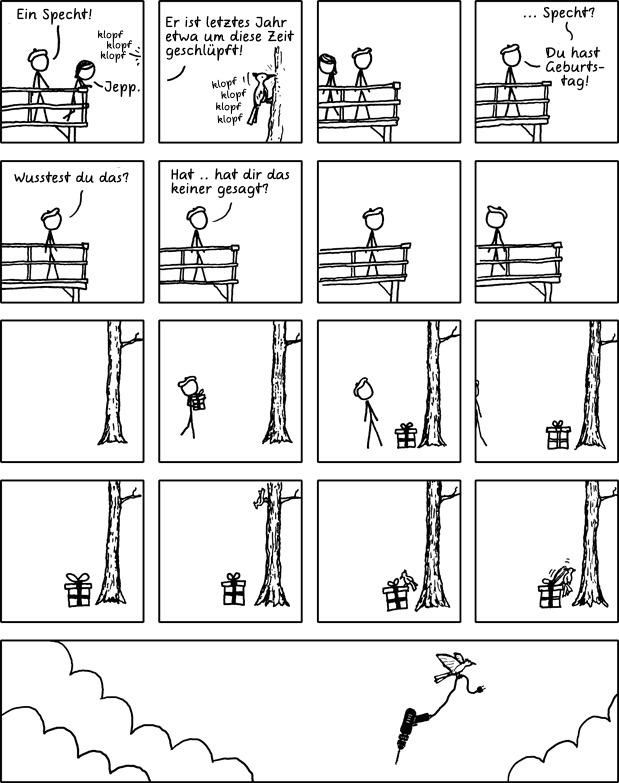 Ein Specht!
klopf
klopf
klopf
Jepp.
Er ist letztes Jahr
etwa um diese Zeit
geschlüpft!
klopf
klopf
klopf
klopf
... Specht?
Du hast
Geburts-
tag!
Wusstest du das?
Hat .. hat dir das
keiner gesagt?